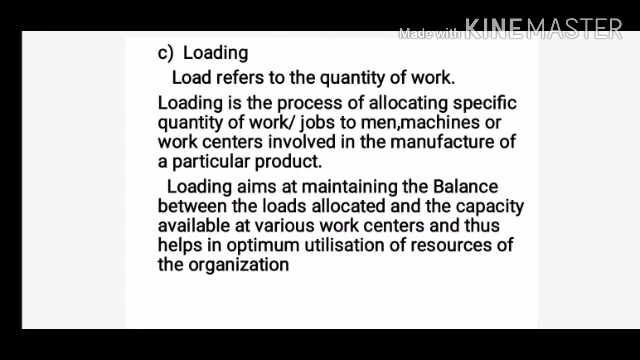 Made with KINEMASTER
c) Loading
Load refers to the quantity of work.
Loading is the process of allocating specific
quantity of work/ jobs to men,machines or
work centers involved in the manufacture of
a particular product.
Loading aims at maintaining the Balance
between the loads allocated and the capacity
available at various work centers and thus
helps in optimum utilisation of resources of
the organization